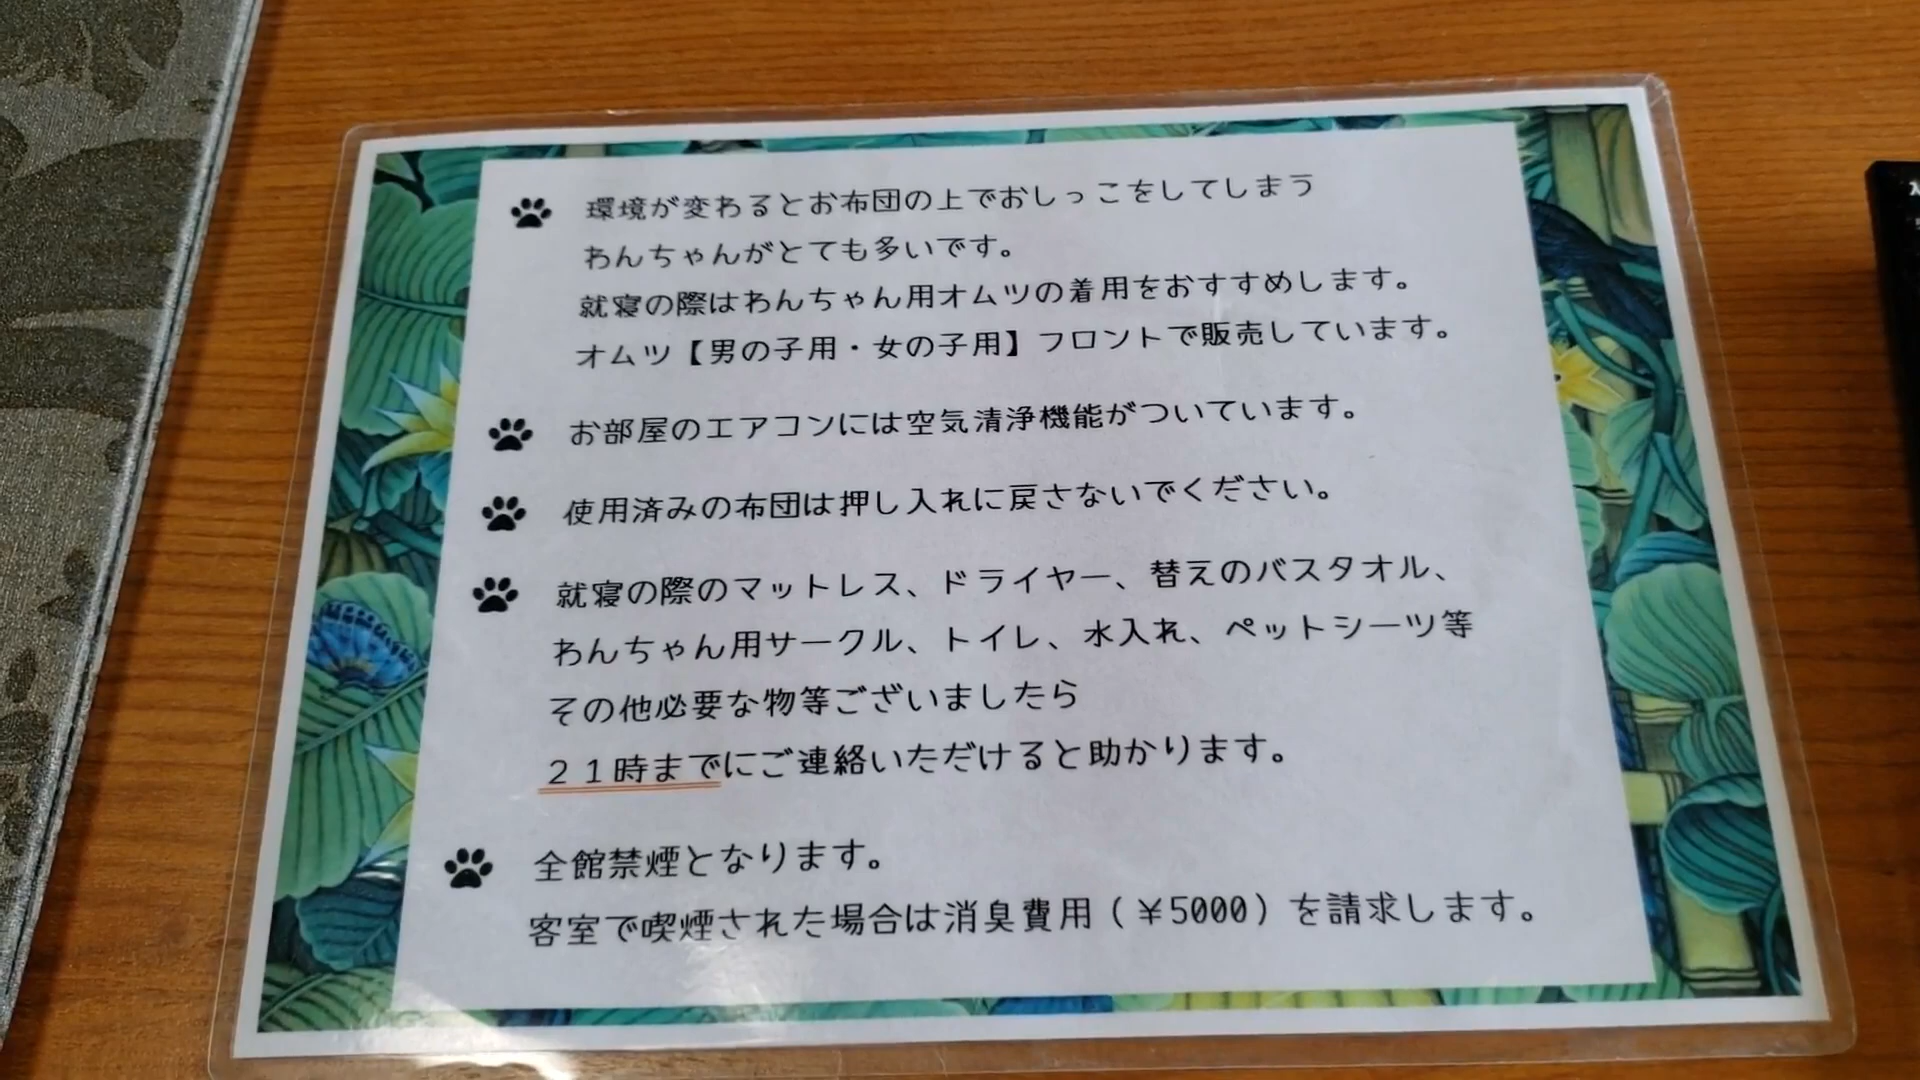 環境が変わるとお布団の上でおしっこをしてしまう
わんちゃんがとても多いです。
就寝の際はわんちゃん用オムツの着用をおすすめします。
オムツ【男の子用・女の子用】フロントで販売しています。
お部屋のエアコンには空気清浄機能がついています。
使用済みの布団は押し入れに戻さないでください。
就寝の際のマットレス、ドライヤー、替えのバスタオル、
わんちゃん用サークル、トイレ、水入れ、ペットシーツ等
その他必要な物等ございましたら
２１時までにご連絡いただけると助かります。
全館禁煙となります。
客室で喫煙された場合は消臭費用（￥5000）を請求します。